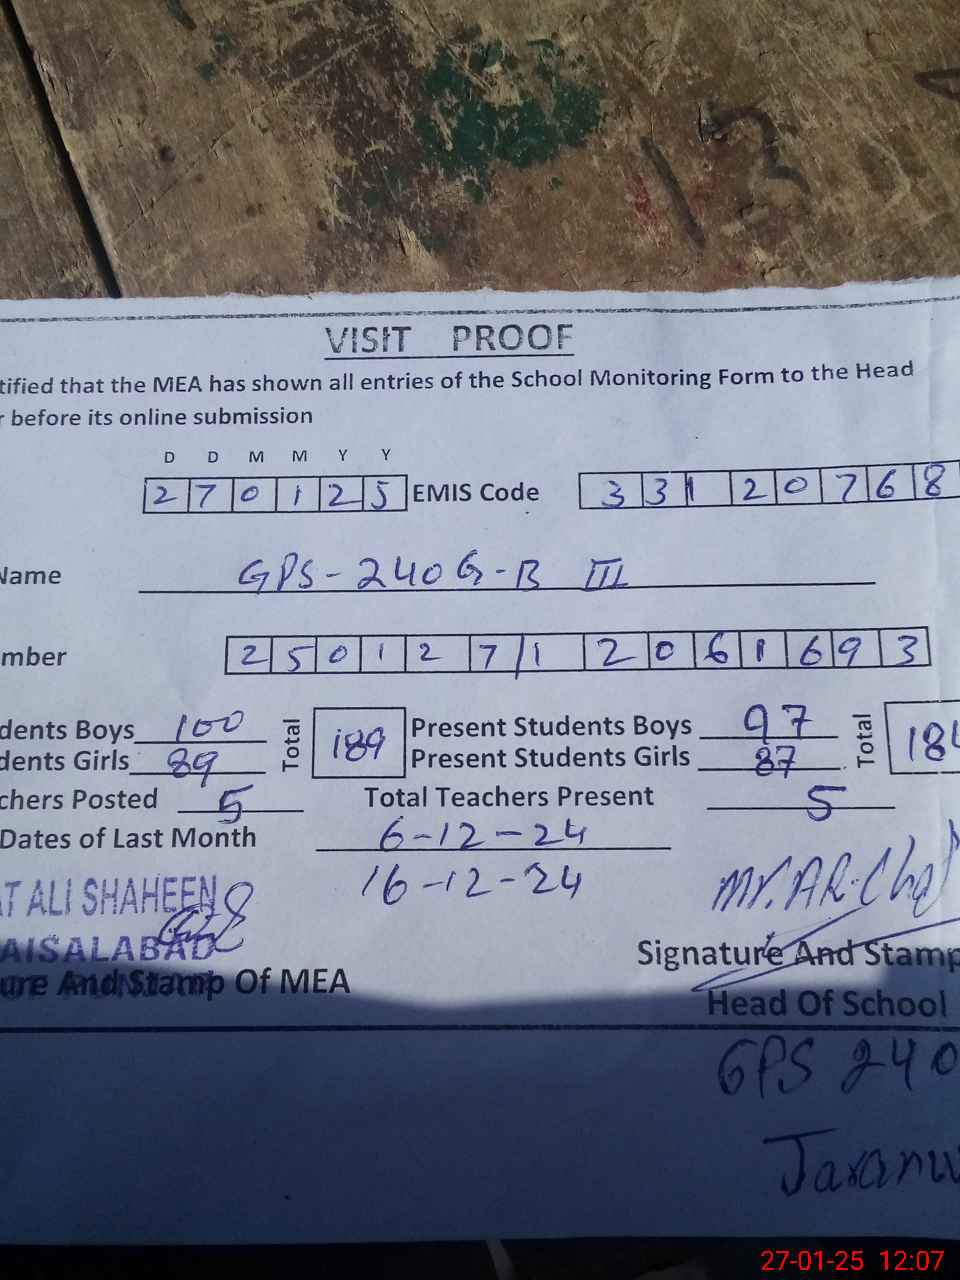 VISIT PROOF
tified that the MEA has shown all entries of the School Monitoring Form to the Head
r before its online submission
D D M M Y Y
2 7 0 1 2 5 EMIS Code 3 3 1 2 0 7 6 8
Name GPS-240 G-B III
mber 2 5 0 1 2 7 1 2 0 6 1 6 9 3
dents Boys 100 Total 189 Present Students Boys 97 Total 184
dents Girls 89 Present Students Girls 87
chers Posted 5 Total Teachers Present 5
Dates of Last Month 6-12-24
16-12-24
AT ALI SHAHEEN
AISALABAD
ure And Stamp Of MEA
Signature And Stamp
Head Of School
GPS 240
Jaranw
27-01-25 12:07